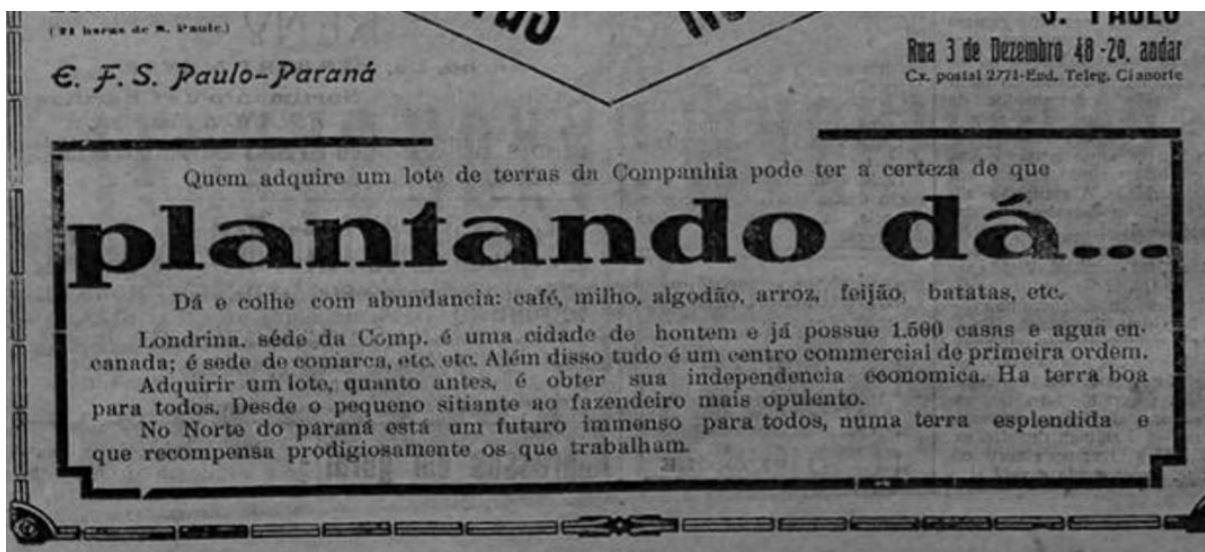 (21 horas de S. Paulo)
E. F. S. Paulo-Paraná
S. PAULO
Rua 3 de Dezembro 48-20. andar
Cx. postal 2771-End. Teleg. Cianorte
Quem adquire um lote de terras da Companhia pode ter a certeza de que
plantando dá...
Dá e colhe com abundancia: café, milho, algodão, arroz, feijão, batatas, etc.
Londrina. séde da Comp. é uma cidade de hontem e já possue 1.500 casas e agua en-
canada; é sede de comarca, etc. etc. Além disso tudo é um centro commercial de primeira ordem.
Adquirir um lote, quanto antes, é obter sua independencia economica. Ha terra boa
para todos. Desde o pequeno sitiante ao fazendeiro mais opulento.
No Norte do paraná está um futuro immenso para todos, numa terra esplendida e
que recompensa prodigiosamente os que trabalham.